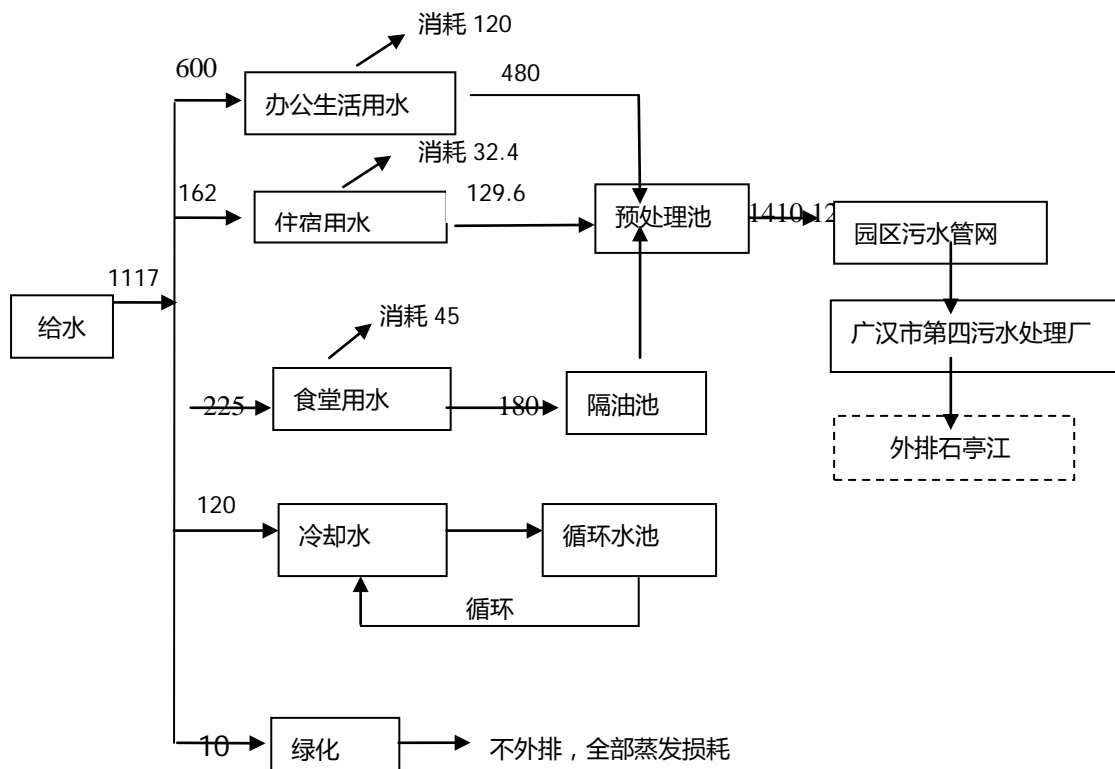 消耗 120
600
办公生活用水
480
消耗 32.4
162
住宿用水
129.6
预处理池
1410.12
园区污水管网
1117
给水
消耗 45
广汉市第四污水处理厂
225
食堂用水
180
隔油池
外排石亭江
120
冷却水
循环水池
循环
10
绿化
不外排，全部蒸发损耗